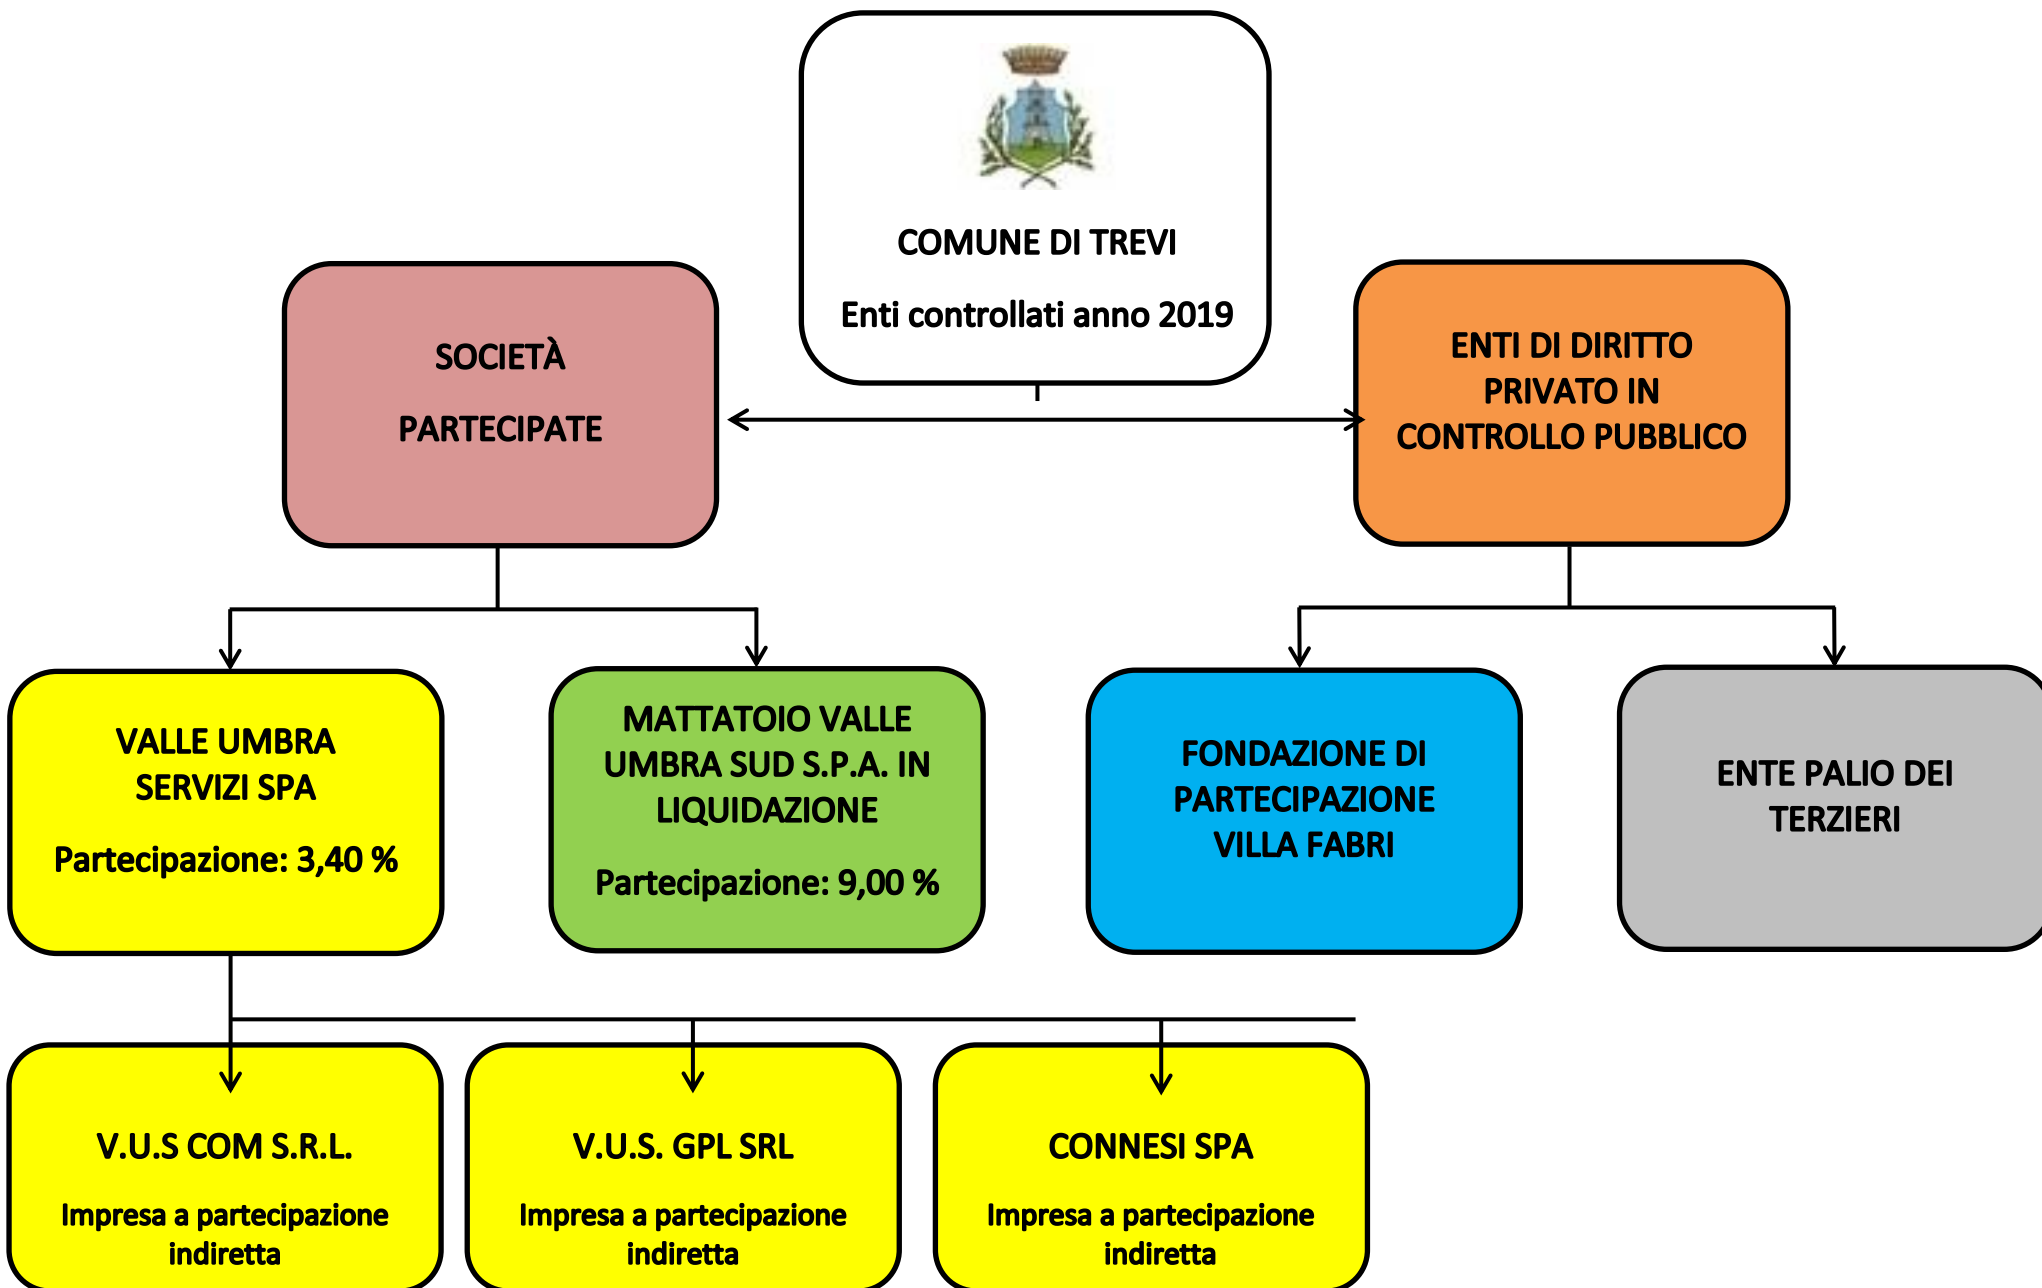 COMUNE DI TREVI
Enti controllati anno 2019
SOCIETÀ
PARTECIPATE
ENTI DI DIRITTO
PRIVATO IN
CONTROLLO PUBBLICO
VALLE UMBRA
SERVIZI SPA
Partecipazione: 3,40 %
MATTATOIO VALLE
UMBRA SUD S.P.A. IN
LIQUIDAZIONE
Partecipazione: 9,00 %
FONDAZIONE DI
PARTECIPAZIONE
VILLA FABRI
ENTE PALIO DEI
TERZIERI
V.U.S COM S.R.L.
Impresa a partecipazione
indiretta
V.U.S. GPL SRL
Impresa a partecipazione
indiretta
CONNESI SPA
Impresa a partecipazione
indiretta